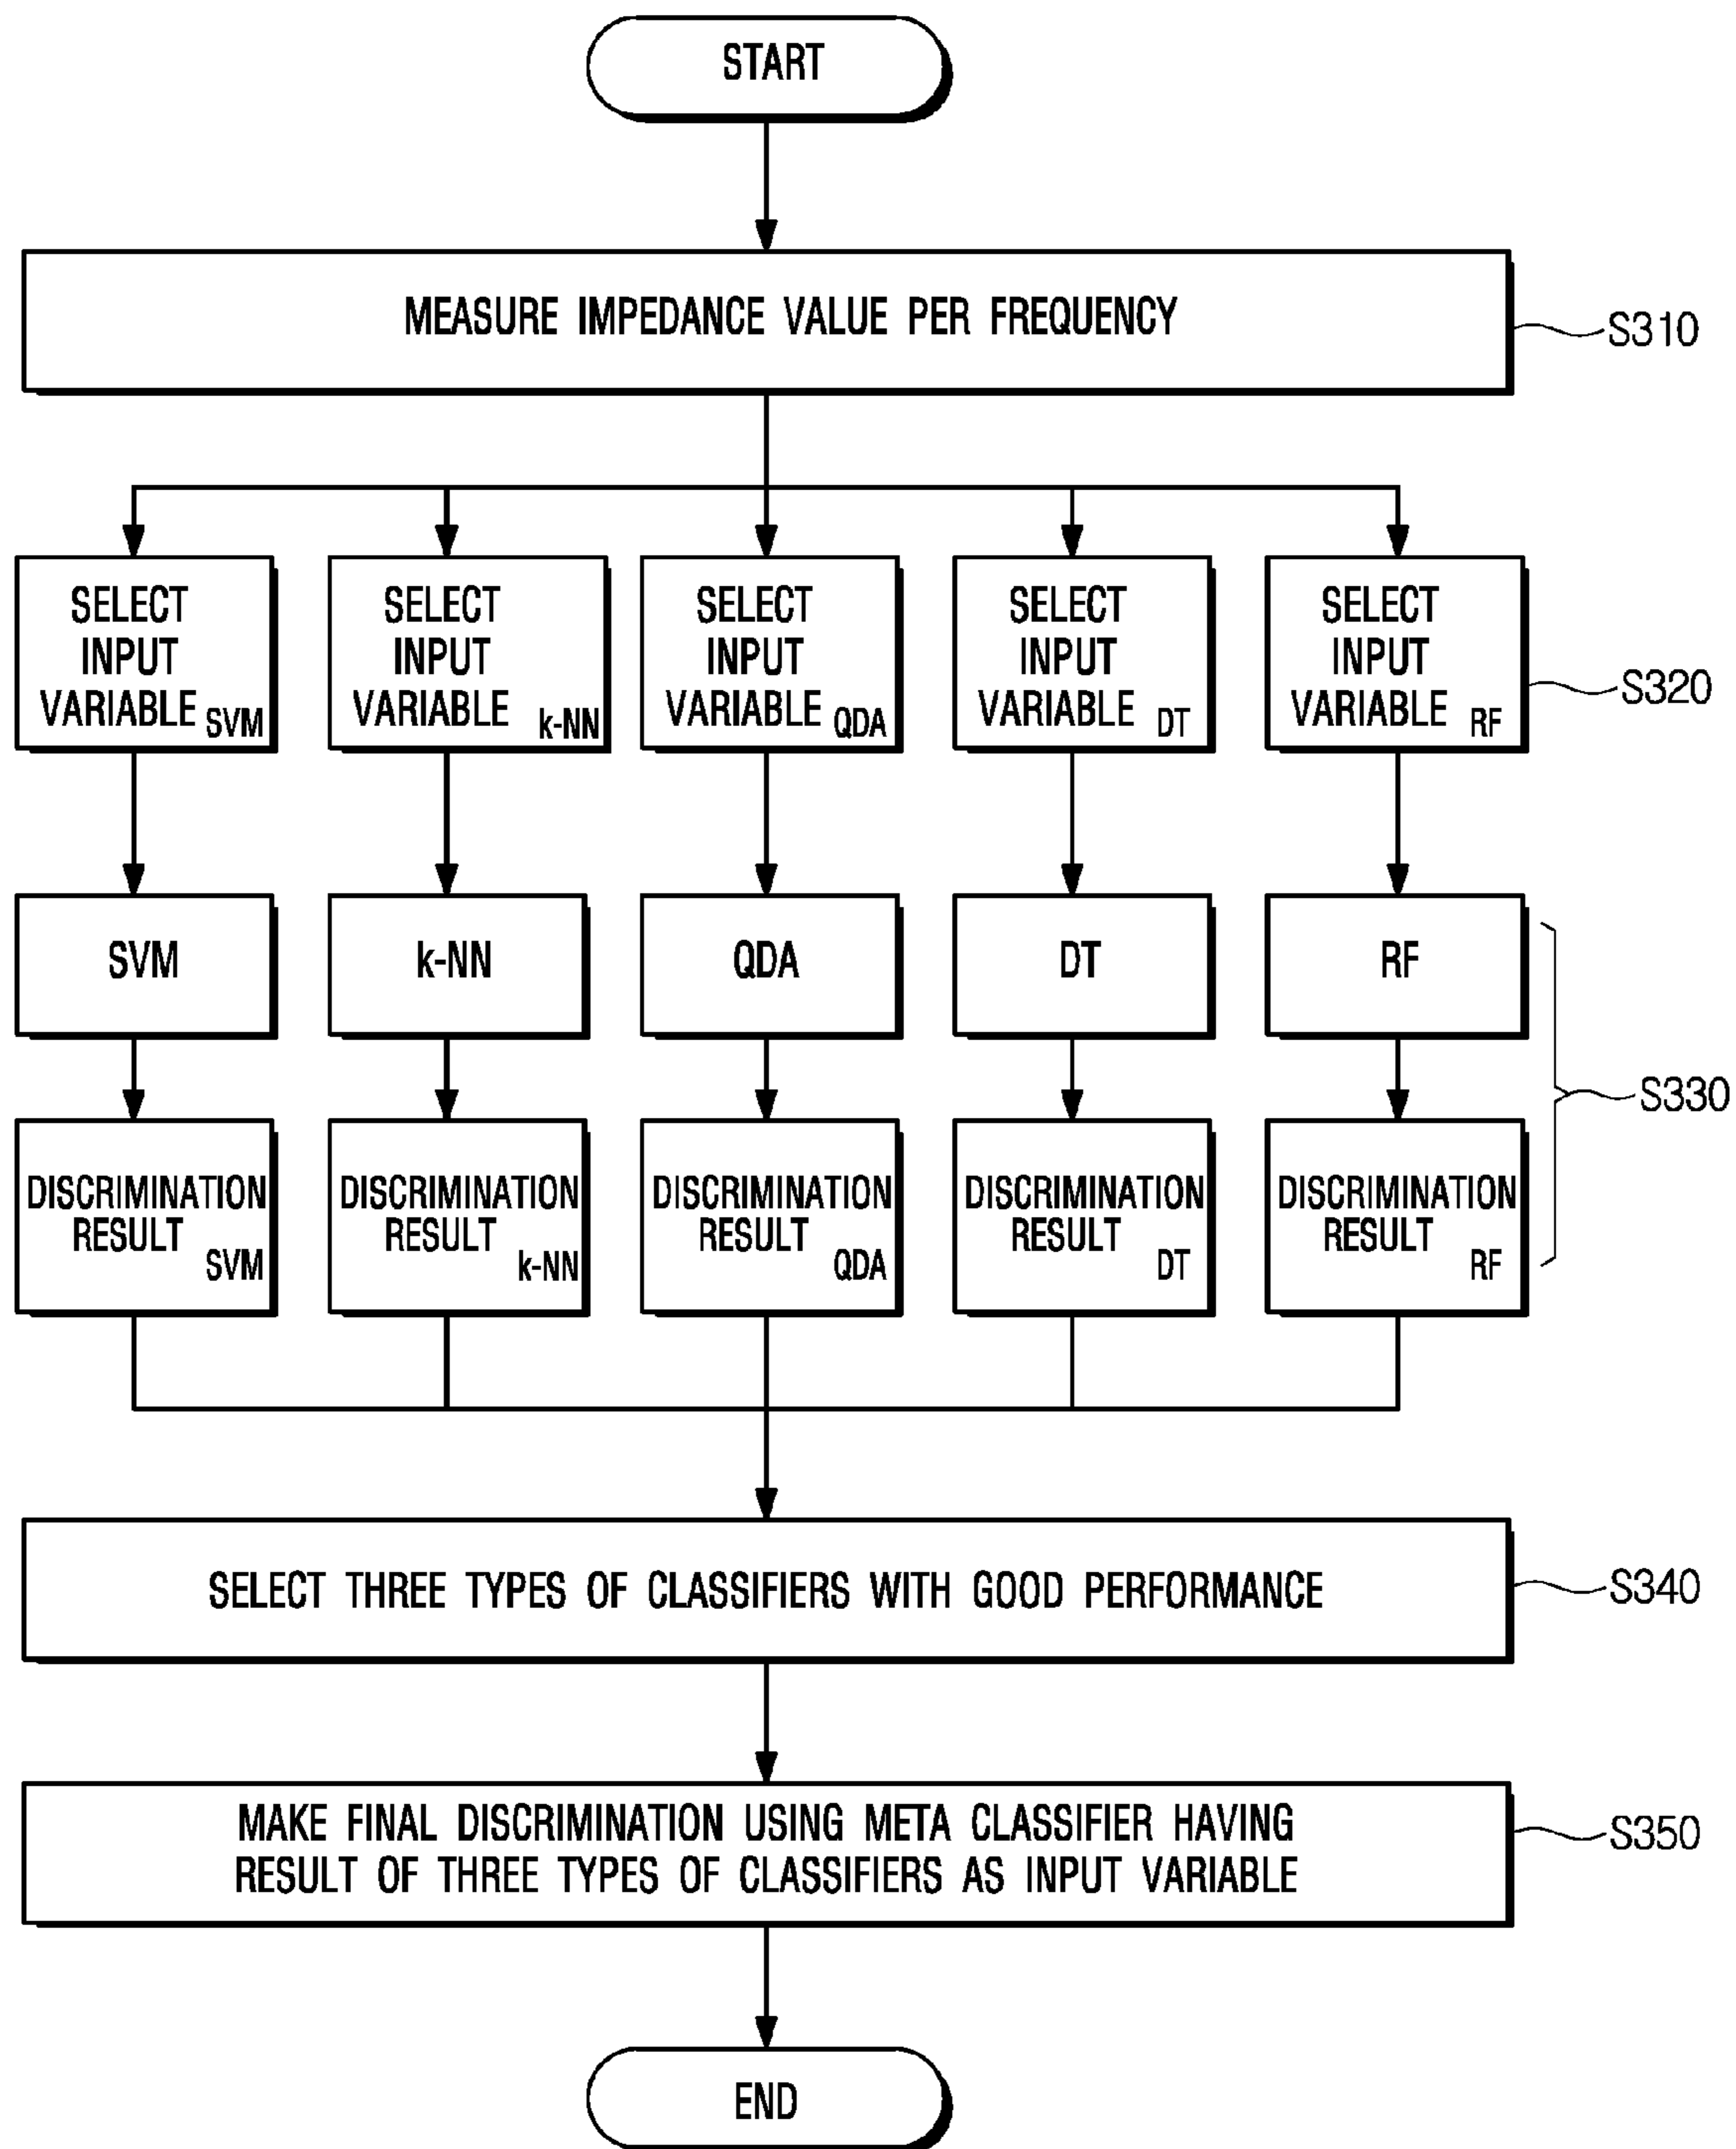 START
MEASURE IMPEDANCE VALUE PER FREQUENCY
S310
SELECT
INPUT
VARIABLE SVM
SELECT
INPUT
VARIABLE k-NN
SELECT
INPUT
VARIABLE QDA
SELECT
INPUT
VARIABLE DT
SELECT
INPUT
VARIABLE RF
S320
SVM
k-NN
QDA
DT
RF
S330
DISCRIMINATION
RESULT
SVM
DISCRIMINATION
RESULT
k-NN
DISCRIMINATION
RESULT
QDA
DISCRIMINATION
RESULT
DT
DISCRIMINATION
RESULT
RF
SELECT THREE TYPES OF CLASSIFIERS WITH GOOD PERFORMANCE
S340
MAKE FINAL DISCRIMINATION USING META CLASSIFIER HAVING
RESULT OF THREE TYPES OF CLASSIFIERS AS INPUT VARIABLE
S350
END